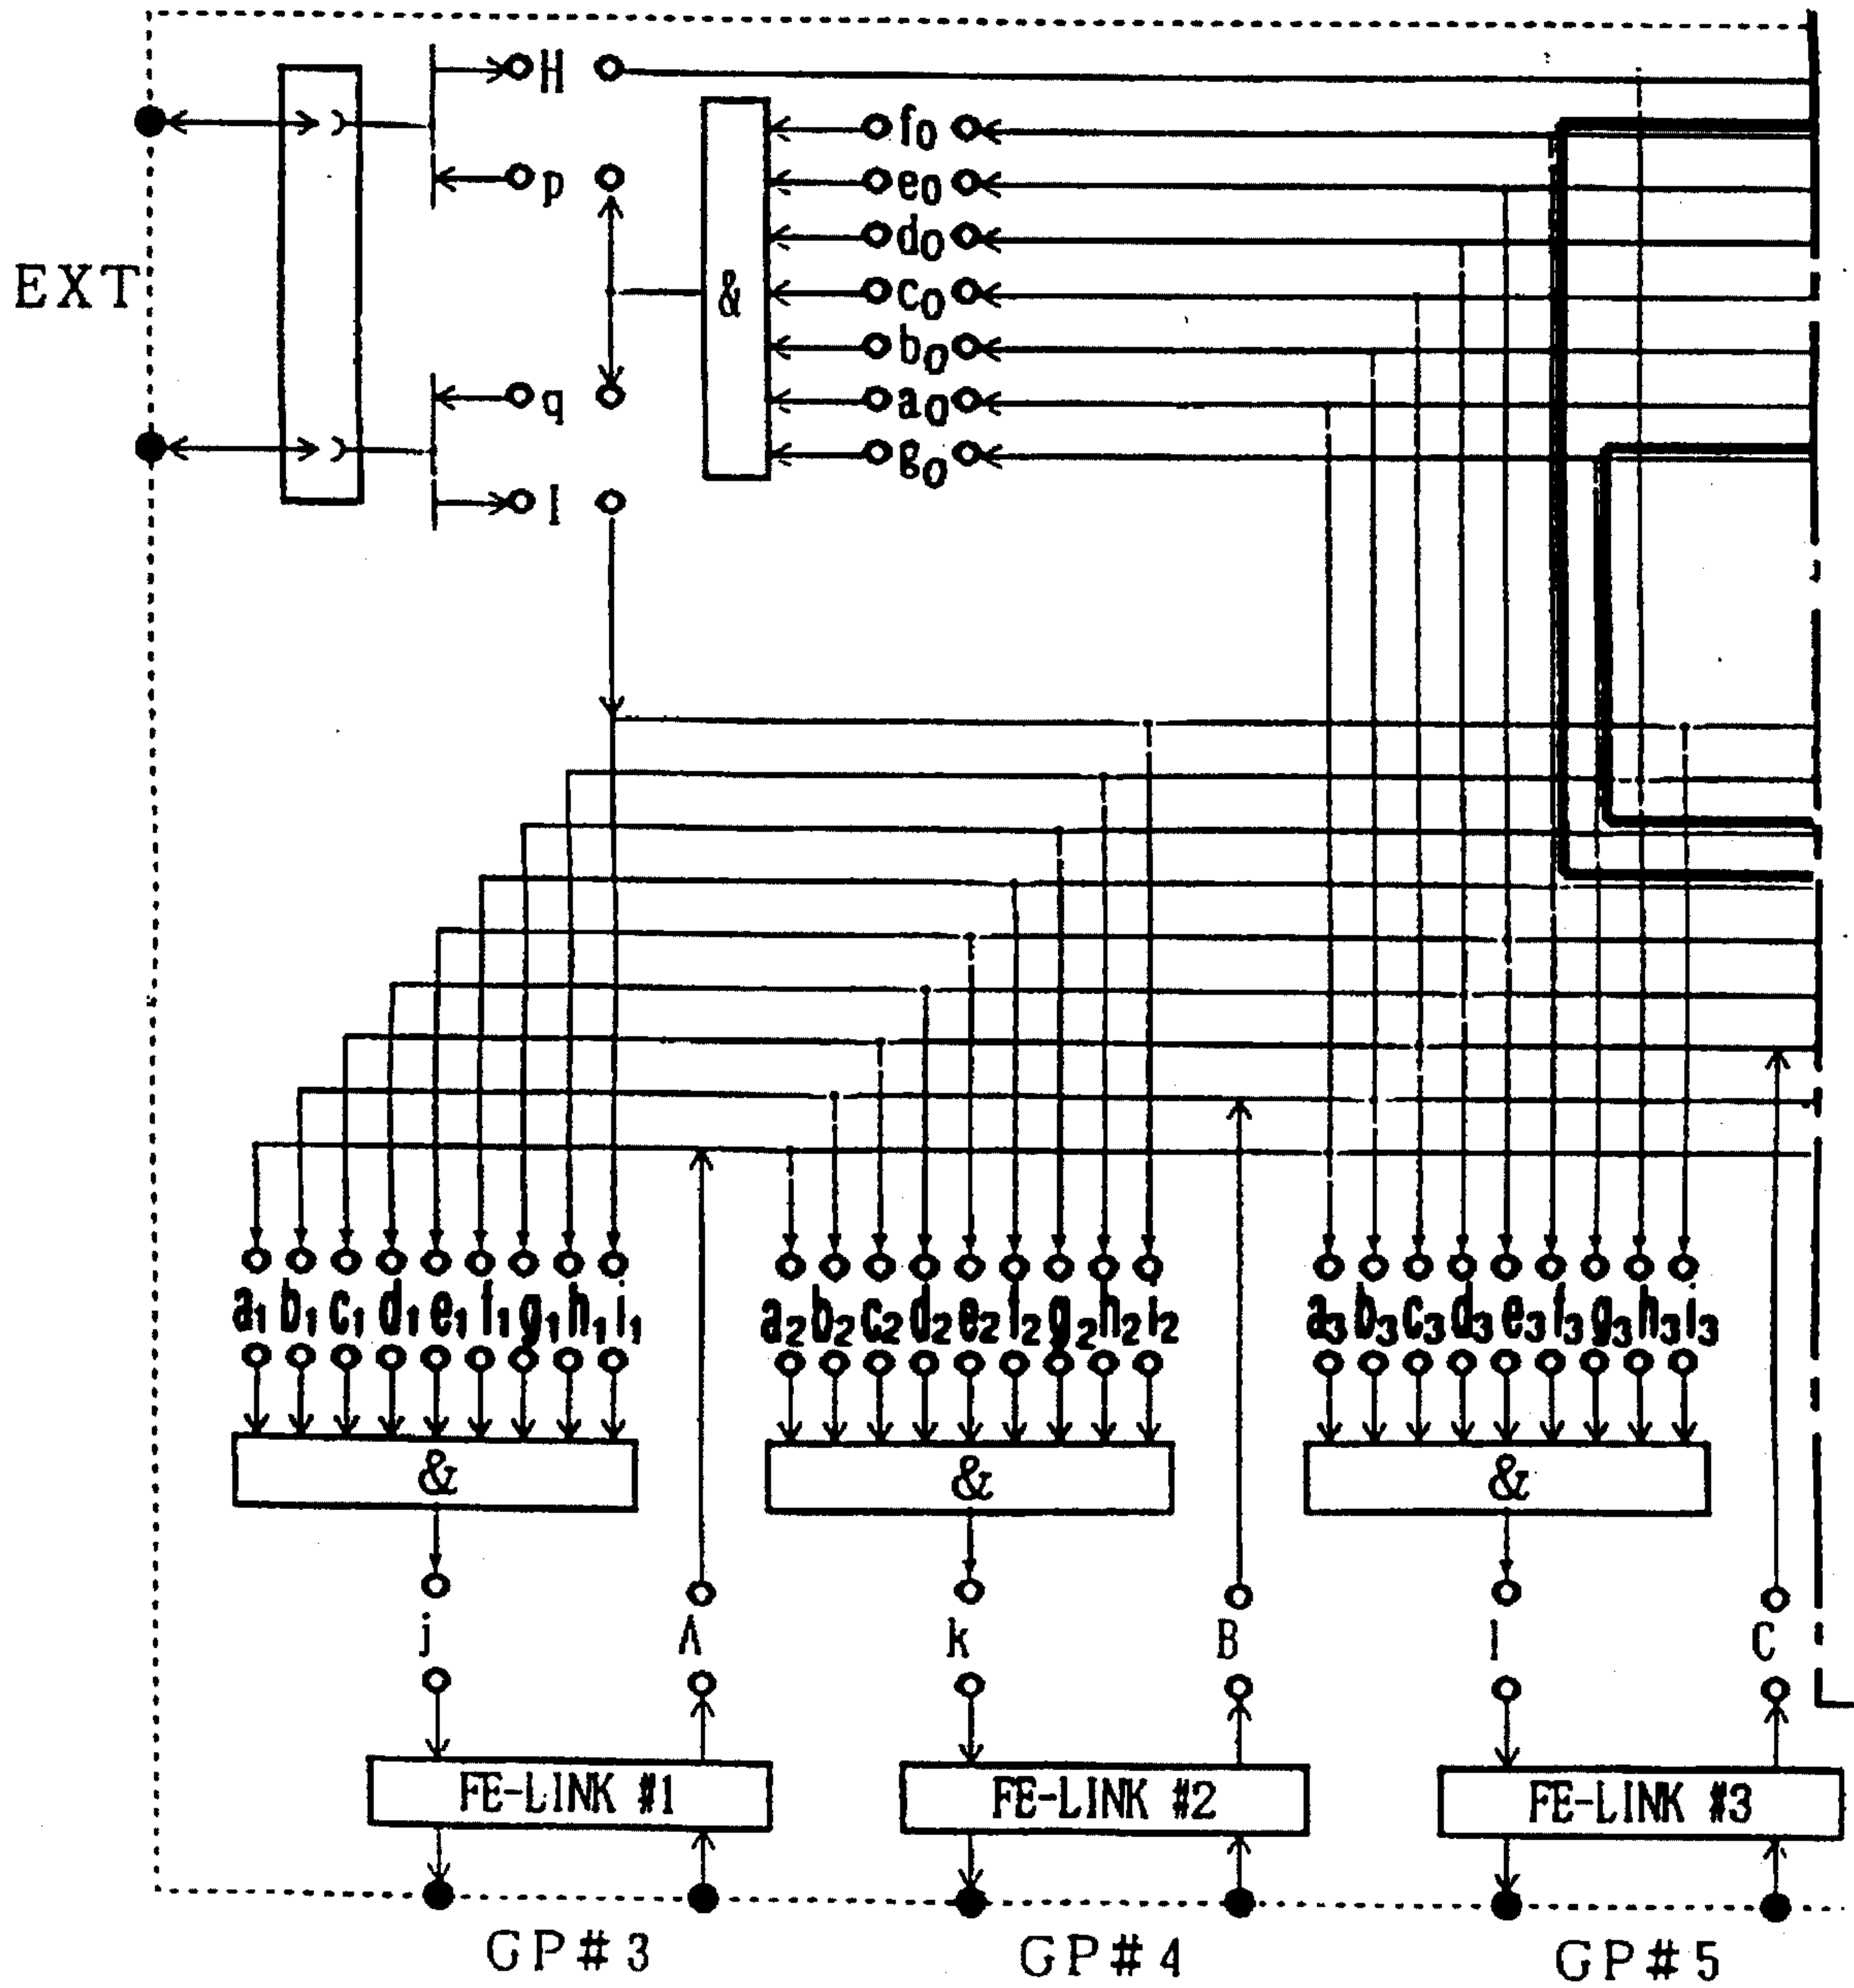 H
f0
p
e0
d0
EXT
&
c0
b0
q
a0
g0
I
a1 b1 c1 d1 e1 f1 g1 h1 i1
a2 b2 c2 d2 e2 f2 g2 h2 i2
a3 b3 c3 d3 e3 f3 g3 h3 i3
& & &
j A k B l C
FE-LINK #1 FE-LINK #2 FE-LINK #3
GP#3 GP#4 GP#5